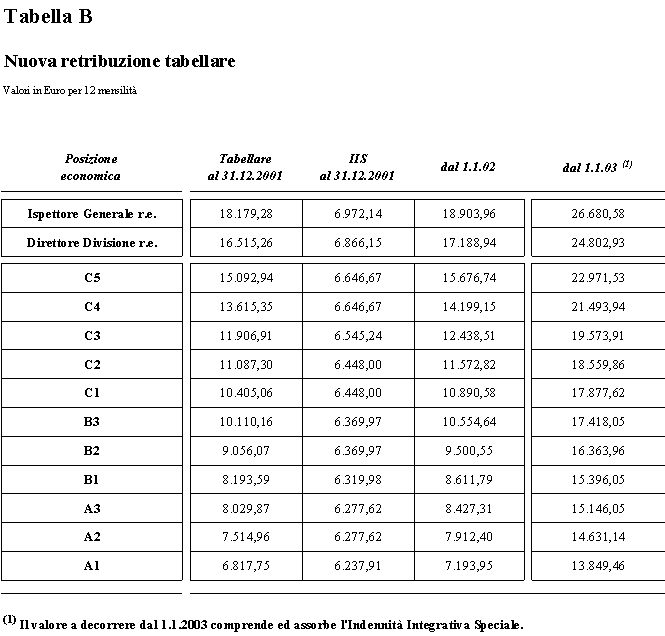 Tabella B
Nuova retribuzione tabellare
Valori in Euro per 12 mensilità
Posizione economica Tabellare al 31.12.2001 IIS al 31.12.2001 dal 1.1.02 dal 1.1.03 (1)
Ispettore Generale r.e. 18.179,28 6.972,14 18.903,96 26.680,58
Direttore Divisione r.e. 16.515,26 6.866,15 17.188,94 24.802,93
C5 15.092,94 6.646,67 15.676,74 22.971,53
C4 13.615,35 6.646,67 14.199,15 21.493,94
C3 11.906,91 6.545,24 12.438,51 19.573,91
C2 11.087,30 6.448,00 11.572,82 18.559,86
C1 10.405,06 6.448,00 10.890,58 17.877,62
B3 10.110,16 6.369,97 10.554,64 17.418,05
B2 9.056,07 6.369,97 9.500,55 16.363,96
B1 8.193,59 6.319,98 8.611,79 15.396,05
A3 8.029,87 6.277,62 8.427,31 15.146,05
A2 7.514,96 6.277,62 7.912,40 14.631,14
A1 6.817,75 6.237,91 7.193,95 13.849,46
(1) Il valore a decorrere dal 1.1.2003 comprende ed assorbe l'Indennità Integrativa Speciale.